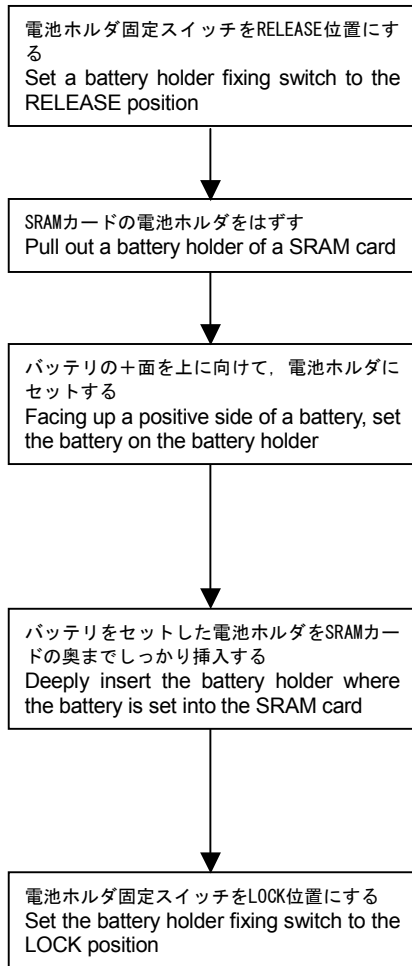 電池ホルダ固定スイッチをRELEASE位置にす
る
Set a battery holder fixing switch to the
RELEASE position
SRAMカードの電池ホルダをはずす
Pull out a battery holder of a SRAM card
バッテリの＋面を上に向けて，電池ホルダに
セットする
Facing up a positive side of a battery, set
the battery on the battery holder
バッテリをセットした電池ホルダをSRAMカー
ドの奥までしっかり挿入する
Deeply insert the battery holder where
the battery is set into the SRAM card
電池ホルダ固定スイッチをLOCK位置にする
Set the battery holder fixing switch to the
LOCK position